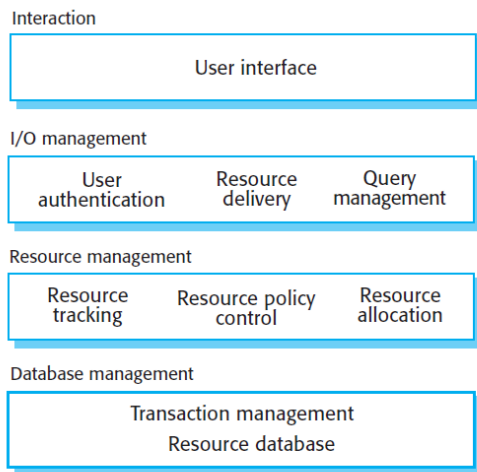 Interaction
User interface
I/O management
User authentication
Resource delivery
Query management
Resource management
Resource tracking
Resource policy control
Resource allocation
Database management
Transaction management
Resource database